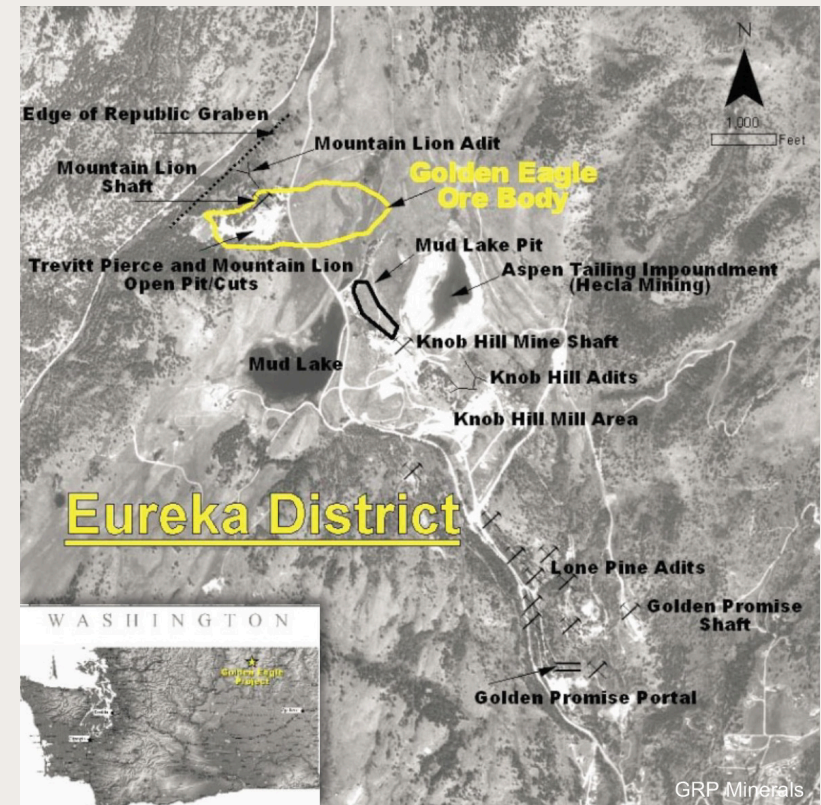 N
1,000
Feet
Edge of Republic Graben
Mountain Lion Adit
Mountain Lion
Shaft
Golden Eagle
Ore Body
Mud Lake Pit
Trevitt Pierce and Mountain Lion
Open Pit/Cuts
Aspen Tailing Impoundment
(Hecla Mining)
Knob Hill Mine Shaft
Mud Lake
Knob Hill Adits
Knob Hill Mill Area
Eureka District
Lone Pine Adits
Golden Promise
Shaft
Golden Promise Portal
WASHINGTON
Golden Eagle
Project
GRP Minerals